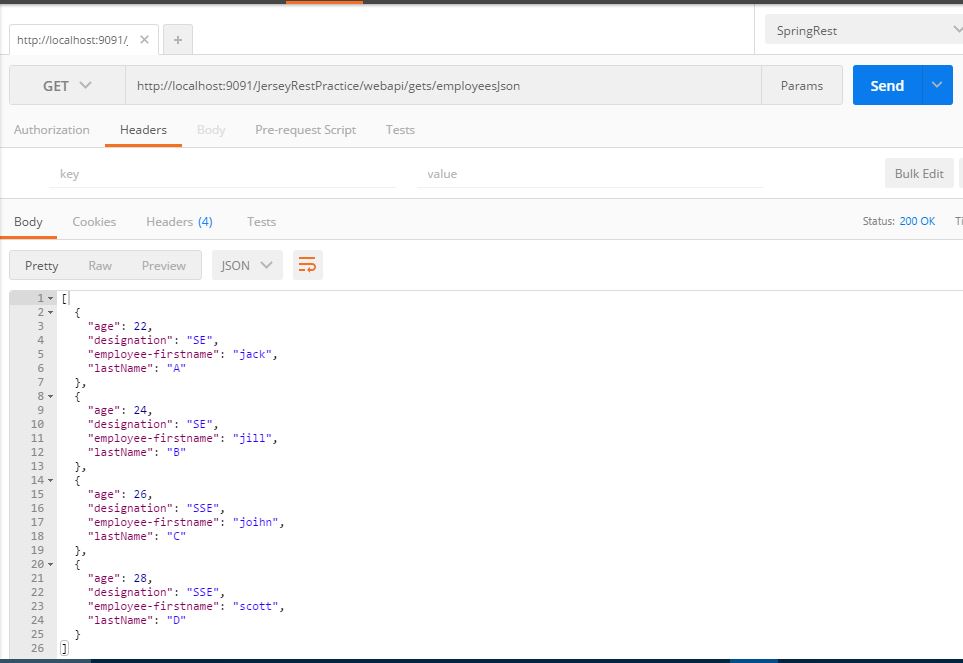 http://localhost:9091/
SpringRest
GET http://localhost:9091/JerseyRestPractice/webapi/gets/employeesJson Params Send
Authorization Headers Body Pre-request Script Tests
key value Bulk Edit
Body Cookies Headers (4) Tests Status: 200 OK Ti
Pretty Raw Preview JSON
1 [
2 {
3 "age": 22,
4 "designation": "SE",
5 "employee-firstname": "jack",
6 "lastName": "A"
7 },
8 {
9 "age": 24,
10 "designation": "SE",
11 "employee-firstname": "jill",
12 "lastName": "B"
13 },
14 {
15 "age": 26,
16 "designation": "SSE",
17 "employee-firstname": "joihn",
18 "lastName": "C"
19 },
20 {
21 "age": 28,
22 "designation": "SSE",
23 "employee-firstname": "scott",
24 "lastName": "D"
25 }
26 ]